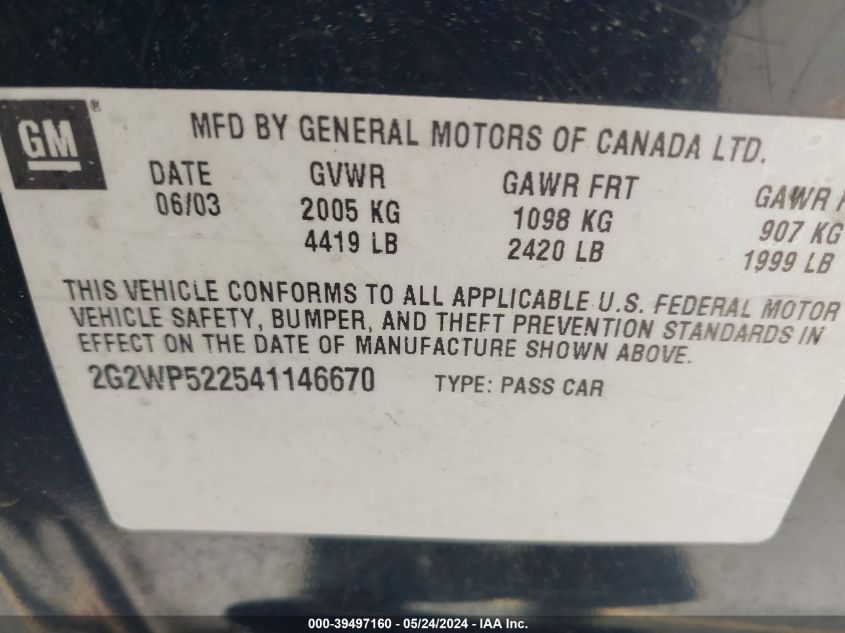 GM®
MFD BY GENERAL MOTORS OF CANADA LTD.
DATE GVWR GAWR FRT GAWR
06/03 2005 KG 1098 KG 907 KG
4419 LB 2420 LB 1999 LB
THIS VEHICLE CONFORMS TO ALL APPLICABLE U.S. FEDERAL MOTOR
VEHICLE SAFETY, BUMPER, AND THEFT PREVENTION STANDARDS IN
EFFECT ON THE DATE OF MANUFACTURE SHOWN ABOVE.
2G2WP522541146670 TYPE: PASS CAR
000-39497160 - 05/24/2024 - IAA Inc.